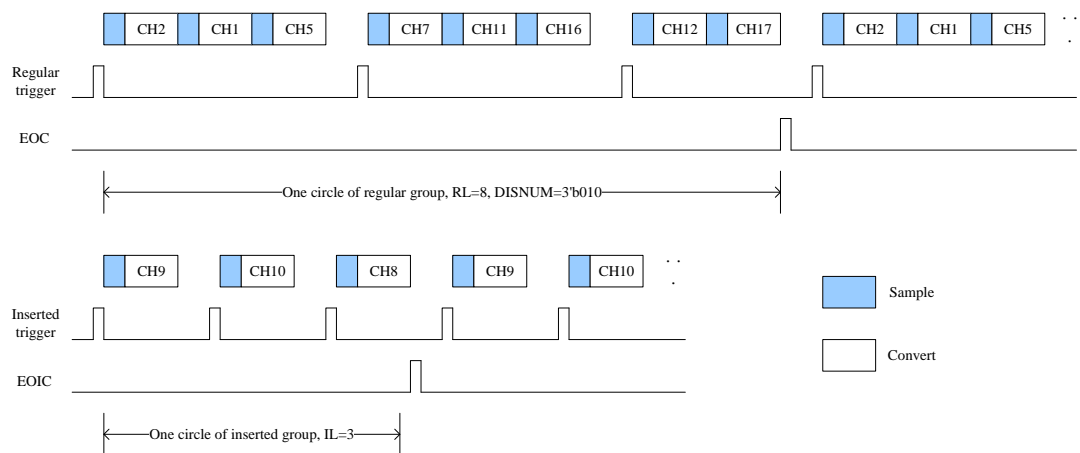 CH2 CH1 CH5 CH7 CH11 CH16 CH12 CH17 CH2 CH1 CH5 . .
.
Regular
trigger
EOC
One circle of regular group, RL=8, DISNUM=3'b010
CH9 CH10 CH8 CH9 CH10 . .
.
Sample
Inserted
trigger
Convert
EOIC
One circle of inserted group, IL=3